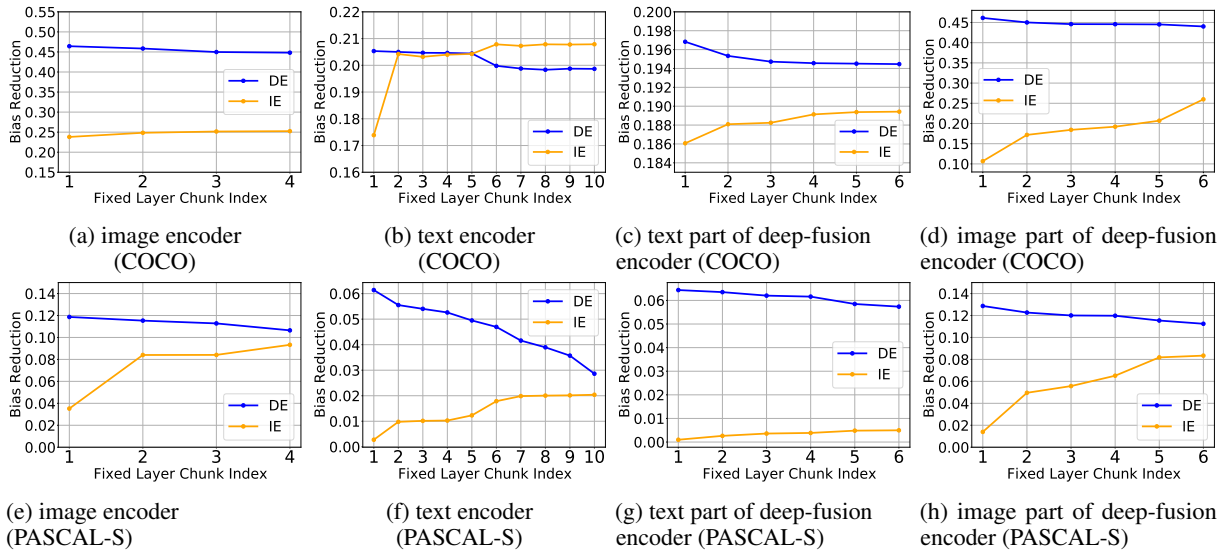 0.55
0.50
0.45
0.40
0.35
0.30
0.25
0.20
0.15
Bias Reduction
DE
IE
1 2 3 4
Fixed Layer Chunk Index
(a) image encoder
(COCO)
0.22
0.21
0.20
0.19
0.18
0.17
0.16
Bias Reduction
DE
IE
1 2 3 4 5 6 7 8 9 10
Fixed Layer Chunk Index
(b) text encoder
(COCO)
0.200
0.196
0.192
0.188
0.184
Bias Reduction
DE
IE
1 2 3 4 5 6
Fixed Layer Chunk Index
(c) text part of deep-fusion
encoder (COCO)
0.45
0.40
0.35
0.30
0.25
0.20
0.15
0.10
Bias Reduction
DE
IE
1 2 3 4 5 6
Fixed Layer Chunk Index
(d) image part of deep-fusion
encoder (COCO)
0.14
0.12
0.10
0.08
0.06
0.04
0.02
0.00
Bias Reduction
DE
IE
1 2 3 4
Fixed Layer Chunk Index
(e) image encoder
(PASCAL-S)
0.06
0.05
0.04
0.03
0.02
0.01
0.00
Bias Reduction
DE
IE
1 2 3 4 5 6 7 8 9 10
Fixed Layer Chunk Index
(f) text encoder
(PASCAL-S)
0.06
0.05
0.04
0.03
0.02
0.01
0.00
Bias Reduction
DE
IE
1 2 3 4 5 6
Fixed Layer Chunk Index
(g) text part of deep-fusion
encoder (PASCAL-S)
0.14
0.12
0.10
0.08
0.06
0.04
0.02
0.00
Bias Reduction
DE
IE
1 2 3 4 5 6
Fixed Layer Chunk Index
(h) image part of deep-fusion
encoder (PASCAL-S)